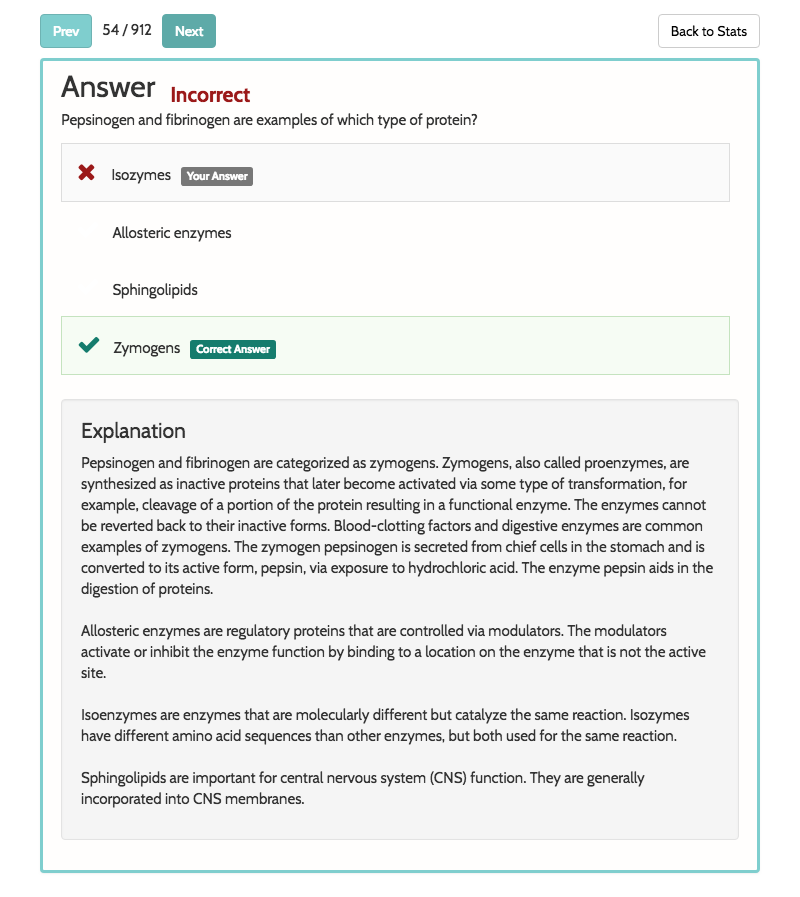 Prev 54 / 912 Next Back to Stats
Answer Incorrect
Pepsinogen and fibrinogen are examples of which type of protein?
Isozymes Your Answer
Allosteric enzymes
Sphingolipids
Zymogens Correct Answer
Explanation
Pepsinogen and fibrinogen are categorized as zymogens. Zymogens, also called proenzymes, are
synthesized as inactive proteins that later become activated via some type of transformation, for
example, cleavage of a portion of the protein resulting in a functional enzyme. The enzymes cannot
be reverted back to their inactive forms. Blood-clotting factors and digestive enzymes are common
examples of zymogens. The zymogen pepsinogen is secreted from chief cells in the stomach and is
converted to its active form, pepsin, via exposure to hydrochloric acid. The enzyme pepsin aids in the
digestion of proteins.
Allosteric enzymes are regulatory proteins that are controlled via modulators. The modulators
activate or inhibit the enzyme function by binding to a location on the enzyme that is not the active
site.
Isoenzymes are enzymes that are molecularly different but catalyze the same reaction. Isozymes
have different amino acid sequences than other enzymes, but both used for the same reaction.
Sphingolipids are important for central nervous system (CNS) function. They are generally
incorporated into CNS membranes.